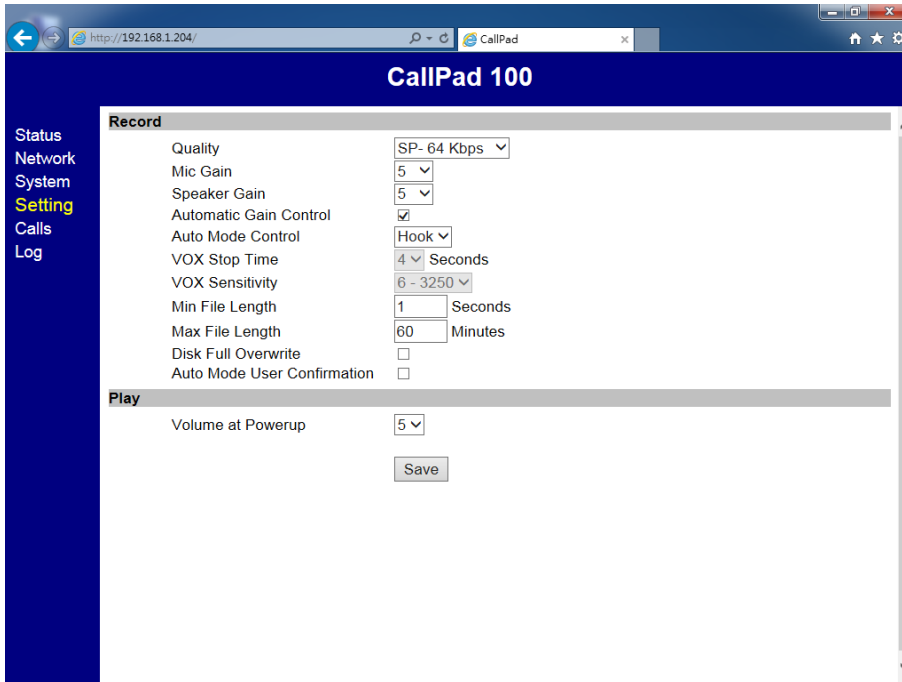 http://192.168.1.204/
CallPad
CallPad 100
Status
Network
System
Setting
Calls
Log
Record
Quality SP- 64 Kbps
Mic Gain 5
Speaker Gain 5
Automatic Gain Control
Auto Mode Control Hook
VOX Stop Time 4 Seconds
VOX Sensitivity 6 - 3250
Min File Length 1 Seconds
Max File Length 60 Minutes
Disk Full Overwrite
Auto Mode User Confirmation
Play
Volume at Powerup 5
Save